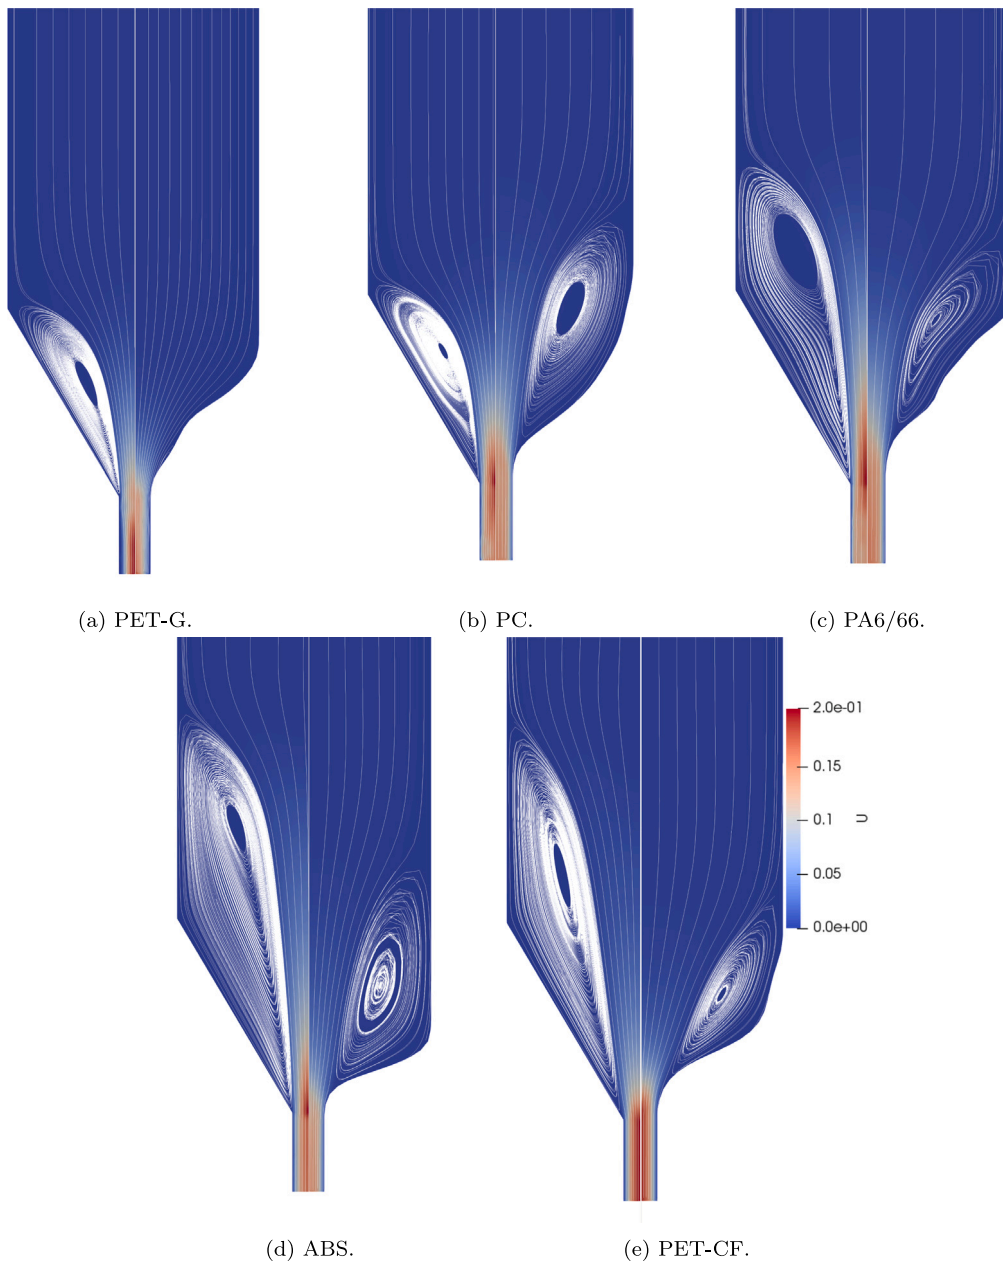 (a) PET-G.
(b) PC.
(c) PA6/66.
2.0e-01
0.15
0.1
U
0.05
0.0e+00
(d) ABS.
(e) PET-CF.